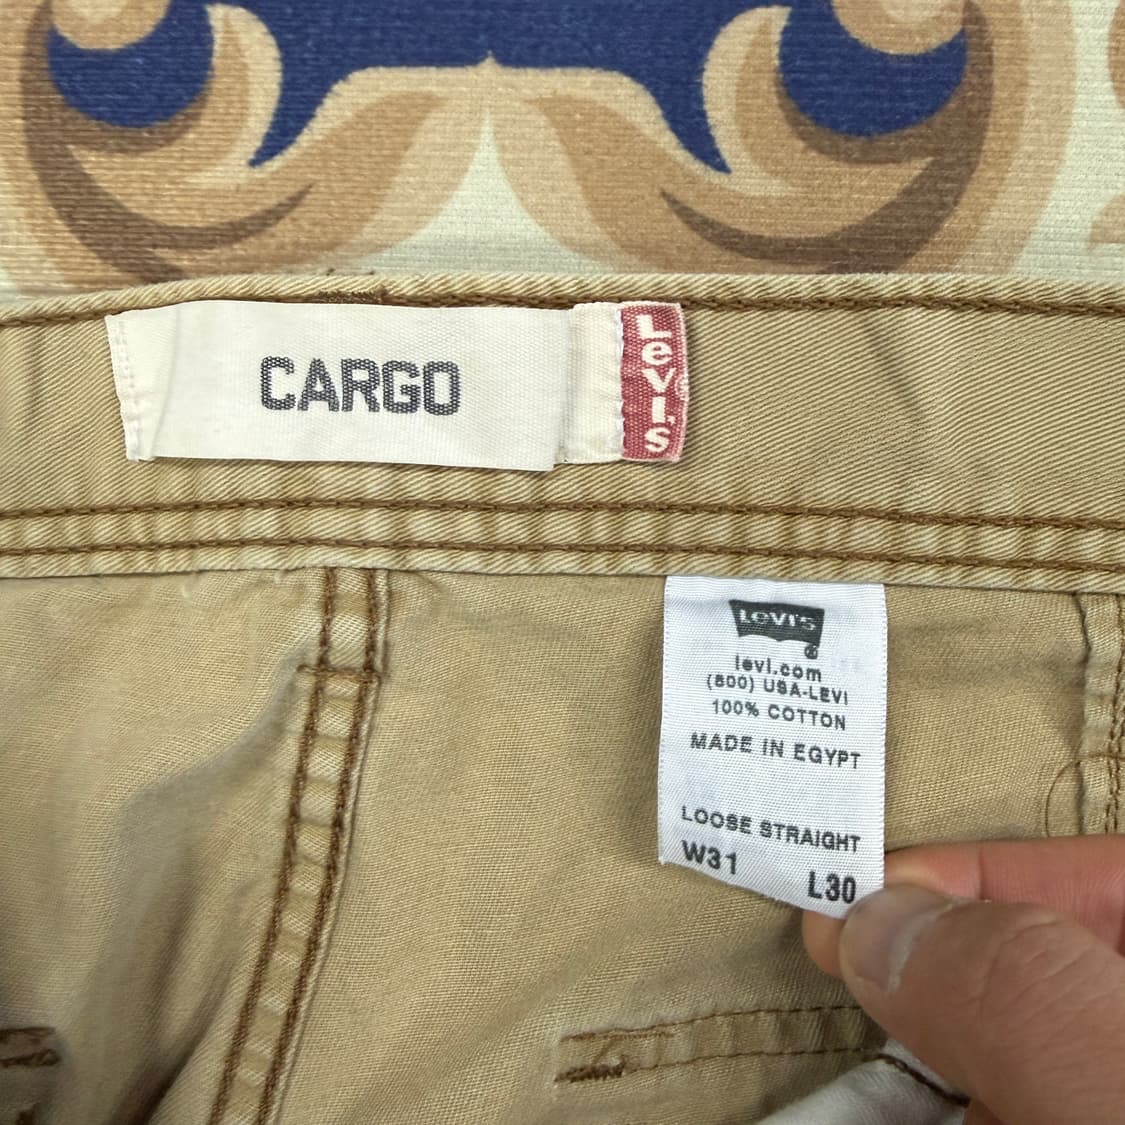 CARGO
Levi's
Levi's
levi.com
(800) USA-LEVI
100% COTTON
MADE IN EGYPT
LOOSE STRAIGHT
W31 L30